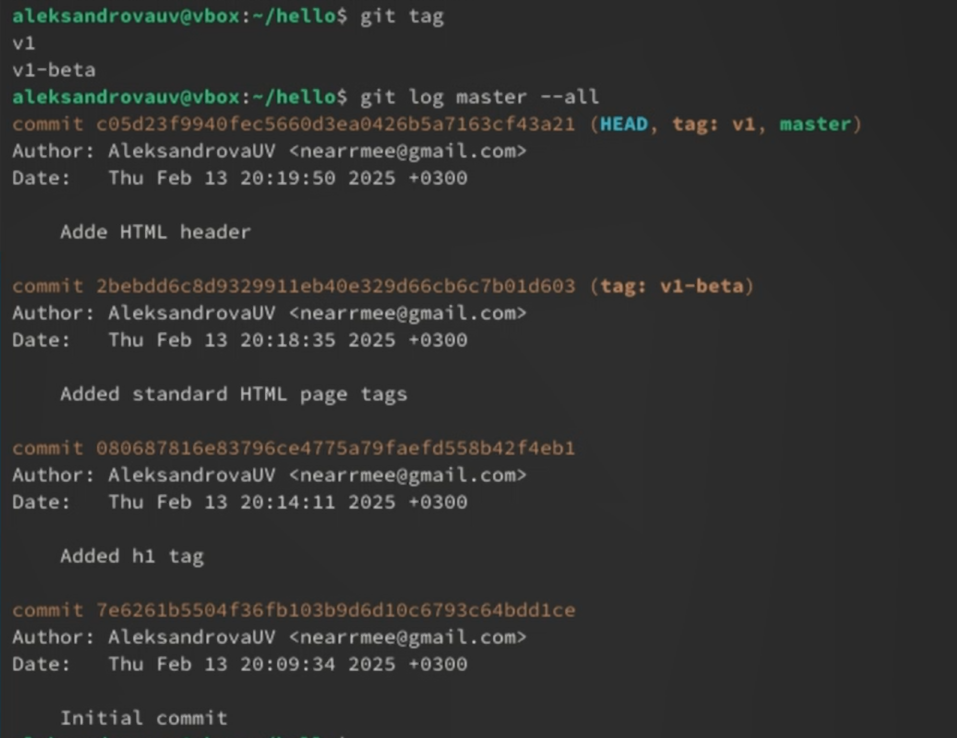 aleksandrovauv@vbox:~/hello$ git tag
v1
v1-beta
aleksandrovauv@vbox:~/hello$ git log master --all
commit c05d23f9940fec5660d3ea0426b5a7163cf43a21 (HEAD, tag: v1, master)
Author: AleksandrovaUV <nearrmee@gmail.com>
Date:   Thu Feb 13 20:19:50 2025 +0300
    Adde HTML header
commit 2bebdd6c8d9329911eb40e329d66cb6c7b01d603 (tag: v1-beta)
Author: AleksandrovaUV <nearrmee@gmail.com>
Date:   Thu Feb 13 20:18:35 2025 +0300
    Added standard HTML page tags
commit 080687816e83796ce4775a79faefd558b42f4eb1
Author: AleksandrovaUV <nearrmee@gmail.com>
Date:   Thu Feb 13 20:14:11 2025 +0300
    Added h1 tag
commit 7e6261b5504f36fb103b9d6d10c6793c64bdd1ce
Author: AleksandrovaUV <nearrmee@gmail.com>
Date:   Thu Feb 13 20:09:34 2025 +0300
    Initial commit